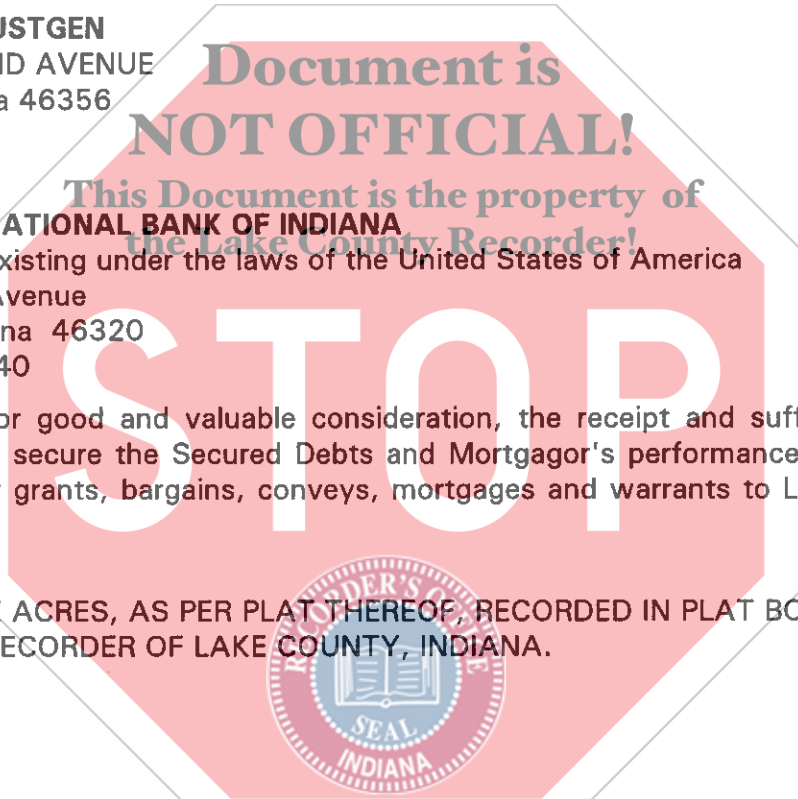 USTGEN
ND AVENUE
a 46356
Document is
NOT OFFICIAL!
This Document is the property of
the Lake County Recorder!
ATIONAL BANK OF INDIANA
xisting under the laws of the United States of America
Avenue
na 46320
40
STOP
or good and valuable consideration, the receipt and suff
secure the Secured Debts and Mortgagor's performance
grants, bargains, conveys, mortgages and warrants to L
ACRES, AS PER PLAT THEREOF, RECORDED IN PLAT BO
ECORDER OF LAKE COUNTY, INDIANA.
RECORDER'S OFFICE
SEAL
INDIANA